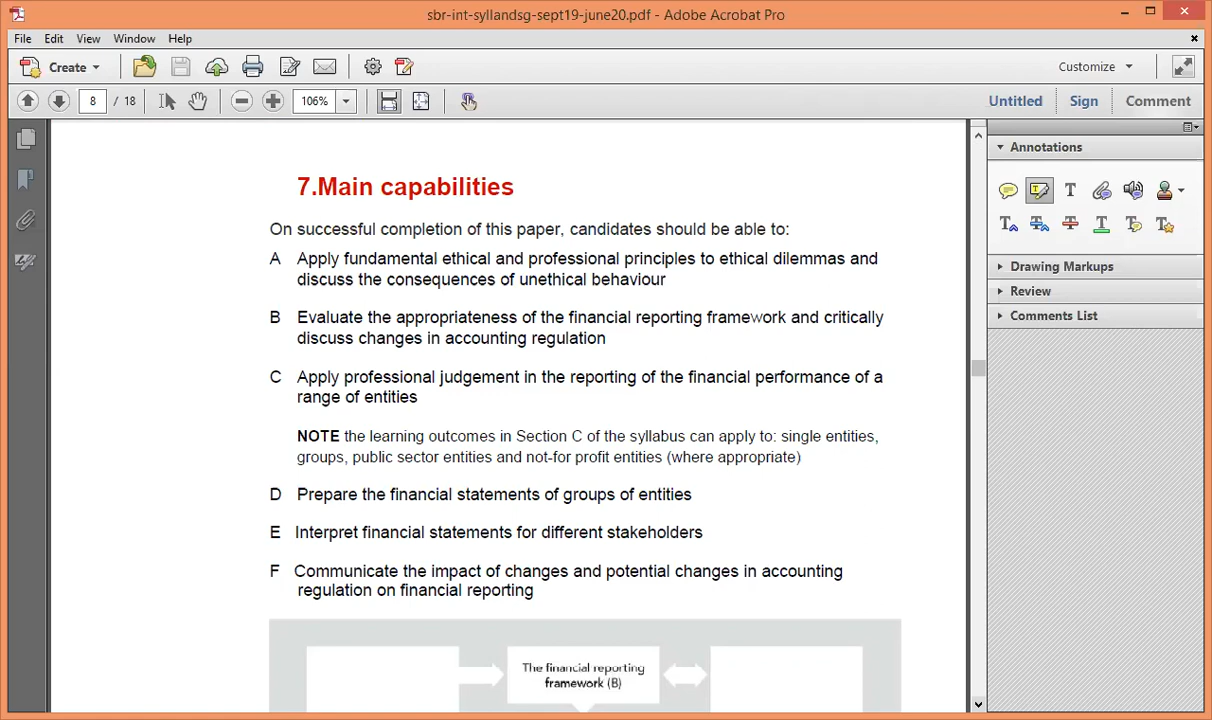 sbr-int-syllandsg-sept19-june20.pdf - Adobe Acrobat Pro
File Edit View Window Help
Create
Customize
8 / 18
106%
Untitled Sign Comment
Annotations
Drawing Markups
Review
Comments List
7.Main capabilities
On successful completion of this paper, candidates should be able to:
A Apply fundamental ethical and professional principles to ethical dilemmas and
discuss the consequences of unethical behaviour
B Evaluate the appropriateness of the financial reporting framework and critically
discuss changes in accounting regulation
C Apply professional judgement in the reporting of the financial performance of a
range of entities
NOTE the learning outcomes in Section C of the syllabus can apply to: single entities,
groups, public sector entities and not-for profit entities (where appropriate)
D Prepare the financial statements of groups of entities
E Interpret financial statements for different stakeholders
F Communicate the impact of changes and potential changes in accounting
regulation on financial reporting
The financial reporting
framework (B)